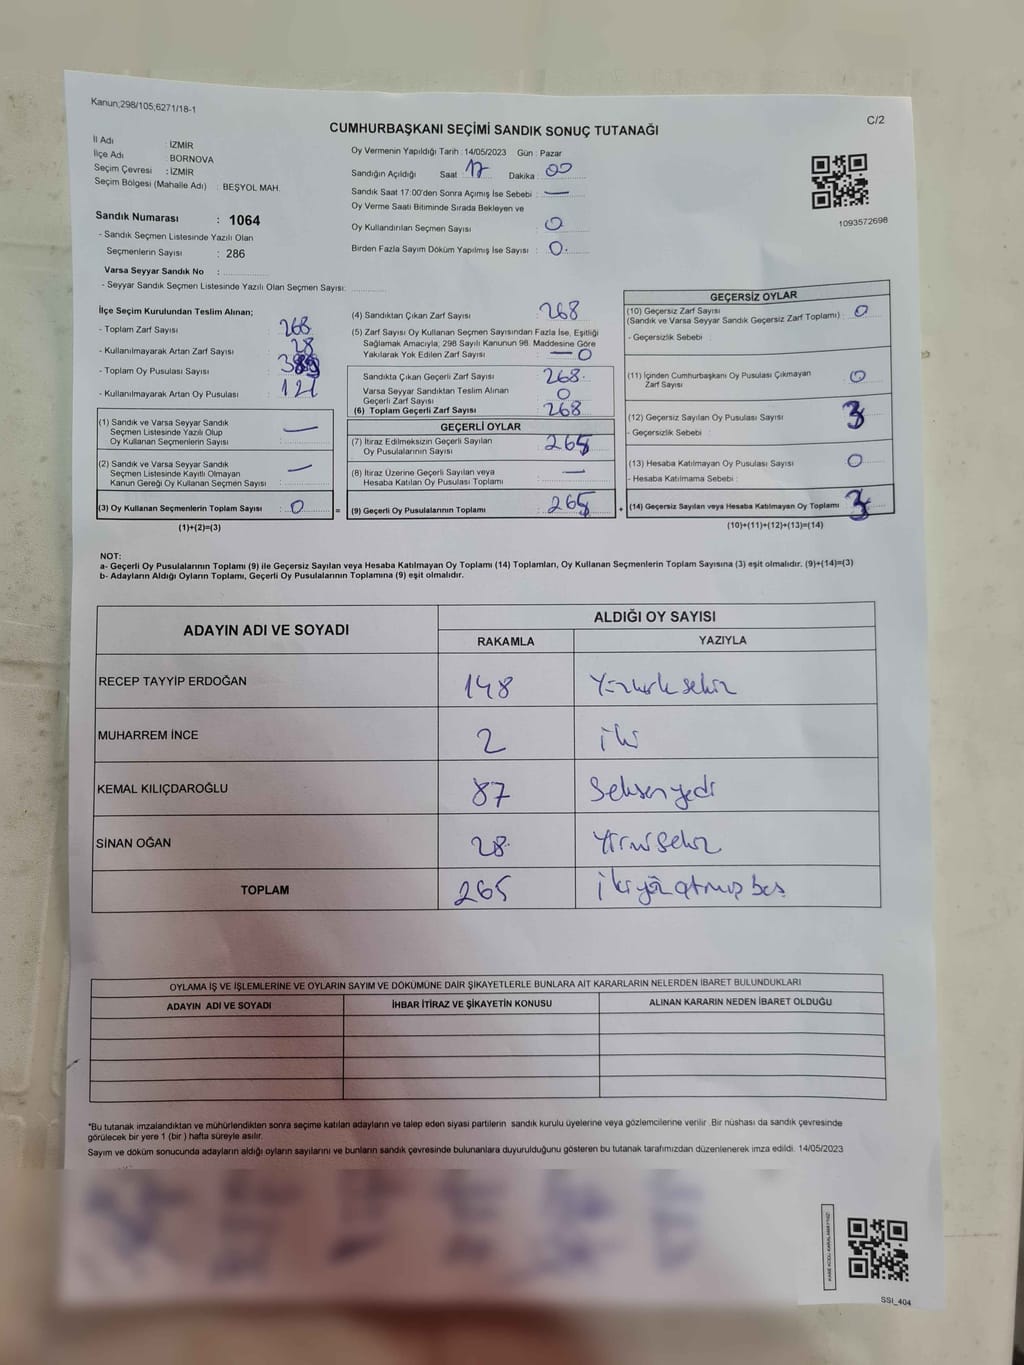 Kanun;298/105,6271/18-1
C/2
CUMHURBAŞKANI SEÇİMİ SANDIK SONUÇ TUTANAĞI
İl Adı : İZMİR
İlçe Adı : BORNOVA
Seçim Çevresi : İZMİR
Seçim Bölgesi (Mahalle Adı) : BEŞYOL MAH.
Sandık Numarası : 1064
- Sandık Seçmen Listesinde Yazılı Olan
Seçmenlerin Sayısı : 286
Varsa Seyyar Sandık No :
- Seyyar Sandık Seçmen Listesinde Yazılı Olan Seçmen Sayısı:
Oy Vermenin Yapıldığı Tarih :14/05/2023 Gün : Pazar
Sandığın Açıldığı Saat : 17 Dakika : 00
Sandık Saat 17:00'den Sonra Açımış İse Sebebi : —
Oy Verme Saati Bitiminde Sırada Bekleyen ve
Oy Kullandırılan Seçmen Sayısı : 0
Birden Fazla Sayım Döküm Yapılmış İse Sayısı : 0
1093572698
İlçe Seçim Kurulundan Teslim Alınan;
- Toplam Zarf Sayısı : 268
- Kullanılmayarak Artan Zarf Sayısı : 28
- Toplam Oy Pusulası Sayısı :
- Kullanılmayarak Artan Oy Pusulası : 121
(1) Sandık ve Varsa Seyyar Sandık
Seçmen Listesinde Yazılı Olup
Oy Kullanan Seçmenlerin Sayısı : —
(2) Sandık ve Varsa Seyyar Sandık
Seçmen Listesinde Kayıtlı Olmayan
Kanun Gereği Oy Kullanan Seçmen Sayısı : —
(3) Oy Kullanan Seçmenlerin Toplam Sayısı : 0
(1)+(2)=(3)
=
(4) Sandıktan Çıkan Zarf Sayısı : 268
(5) Zarf Sayısı Oy Kullanan Seçmen Sayısından Fazla İse, Eşitliği
Sağlamak Amacıyla; 298 Sayılı Kanunun 98. Maddesine Göre
Yakılarak Yok Edilen Zarf Sayısı : — 0
Sandıkta Çıkan Geçerli Zarf Sayısı : 268
Varsa Seyyar Sandıktan Teslim Alınan
Geçerli Zarf Sayısı : 0
(6) Toplam Geçerli Zarf Sayısı : 268
GEÇERLİ OYLAR
(7) İtiraz Edilmeksizin Geçerli Sayılan
Oy Pusulalarının Sayısı : 265
(8) İtiraz Üzerine Geçerli Sayılan veya
Hesaba Katılan Oy Pusulası Toplamı : —
(9) Geçerli Oy Pusulalarının Toplamı : 265
+
GEÇERSİZ OYLAR
(10) Geçersiz Zarf Sayısı
(Sandık ve Varsa Seyyar Sandık Geçersiz Zarf Toplamı) : 0
- Geçersizlik Sebebi :
(11) İçinden Cumhurbaşkanı Oy Pusulası Çıkmayan
Zarf Sayısı : 0
(12) Geçersiz Sayılan Oy Pusulası Sayısı : 3
- Geçersizlik Sebebi :
(13) Hesaba Katılmayan Oy Pusulası Sayısı : 0
- Hesaba Katılmama Sebebi :
(14) Geçersiz Sayılan veya Hesaba Katılmayan Oy Toplamı : 3
(10)+(11)+(12)+(13)=(14)
NOT:
a- Geçerli Oy Pusulalarının Toplamı (9) ile Geçersiz Sayılan veya Hesaba Katılmayan Oy Toplamı (14) Toplamları, Oy Kullanan Seçmenlerin Toplam Sayısına (3) eşit olmalıdır. (9)+(14)=(3)
b- Adayların Aldığı Oyların Toplamı, Geçerli Oy Pusulalarının Toplamına (9) eşit olmalıdır.
ADAYIN ADI VE SOYADI
ALDIĞI OY SAYISI
RAKAMLA YAZIYLA
RECEP TAYYİP ERDOĞAN 148 Yüzkırk sekiz
MUHARREM İNCE 2 iki
KEMAL KILIÇDAROĞLU 87 Seksen yedi
SİNAN OĞAN 28 Yirmi sekiz
TOPLAM 265 iki yüz atmış beş
OYLAMA İŞ VE İŞLEMLERİNE VE OYLARIN SAYIM VE DÖKÜMÜNE DAİR ŞİKAYETLERLE BUNLARA AİT KARARLARIN NELERDEN İBARET BULUNDUKLARI
ADAYIN ADI VE SOYADI İHBAR İTİRAZ VE ŞİKAYETİN KONUSU ALINAN KARARIN NEDEN İBARET OLDUĞU
*Bu tutanak imzalandıktan ve mühürlendikten sonra seçime katılan adayların ve talep eden siyasi partilerin sandık kurulu üyelerine veya gözlemcilerine verilir .Bir nüshası da sandık çevresinde
görülecek bir yere 1 (bir ) hafta süreyle asılır.
Sayım ve döküm sonucunda adayların aldığı oyların sayılarını ve bunların sandık çevresinde bulunanlara duyurulduğunu gösteren bu tutanak tarafımızdan düzenlenerek imza edildi. 14/05/2023
KARE KODU KARALAMAYINIZ!
SSI_404